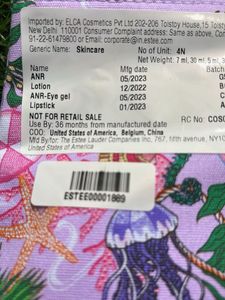 Imported by: ELCA Cosmetics Pvt Ltd 202-206 Tolstoy House,15 Tolstoy
New Delhi 110001 Consumer Complaint address: Same as above, Con
91-22-61479800 or Email/ corporate@in.estee.com
Generic Name: Skincare No of Unit: 4N
Net Weight: 7 ml, 30 ml, 5 ml,
Name Mfg date Batch
ANR 05/2023
Lotion 12/2022
ANR-Eye gel 05/2023
Lipstick 01/2023
NOT FOR RETAIL SALE RC No: COS
Use By: 36 months from manufactured date
COO: United States of America, Belgium, China
Mfd By/for: The Estee Lauder Companies Inc, 767, fifth avenue, NY10
United States of America
ESTEE00001869